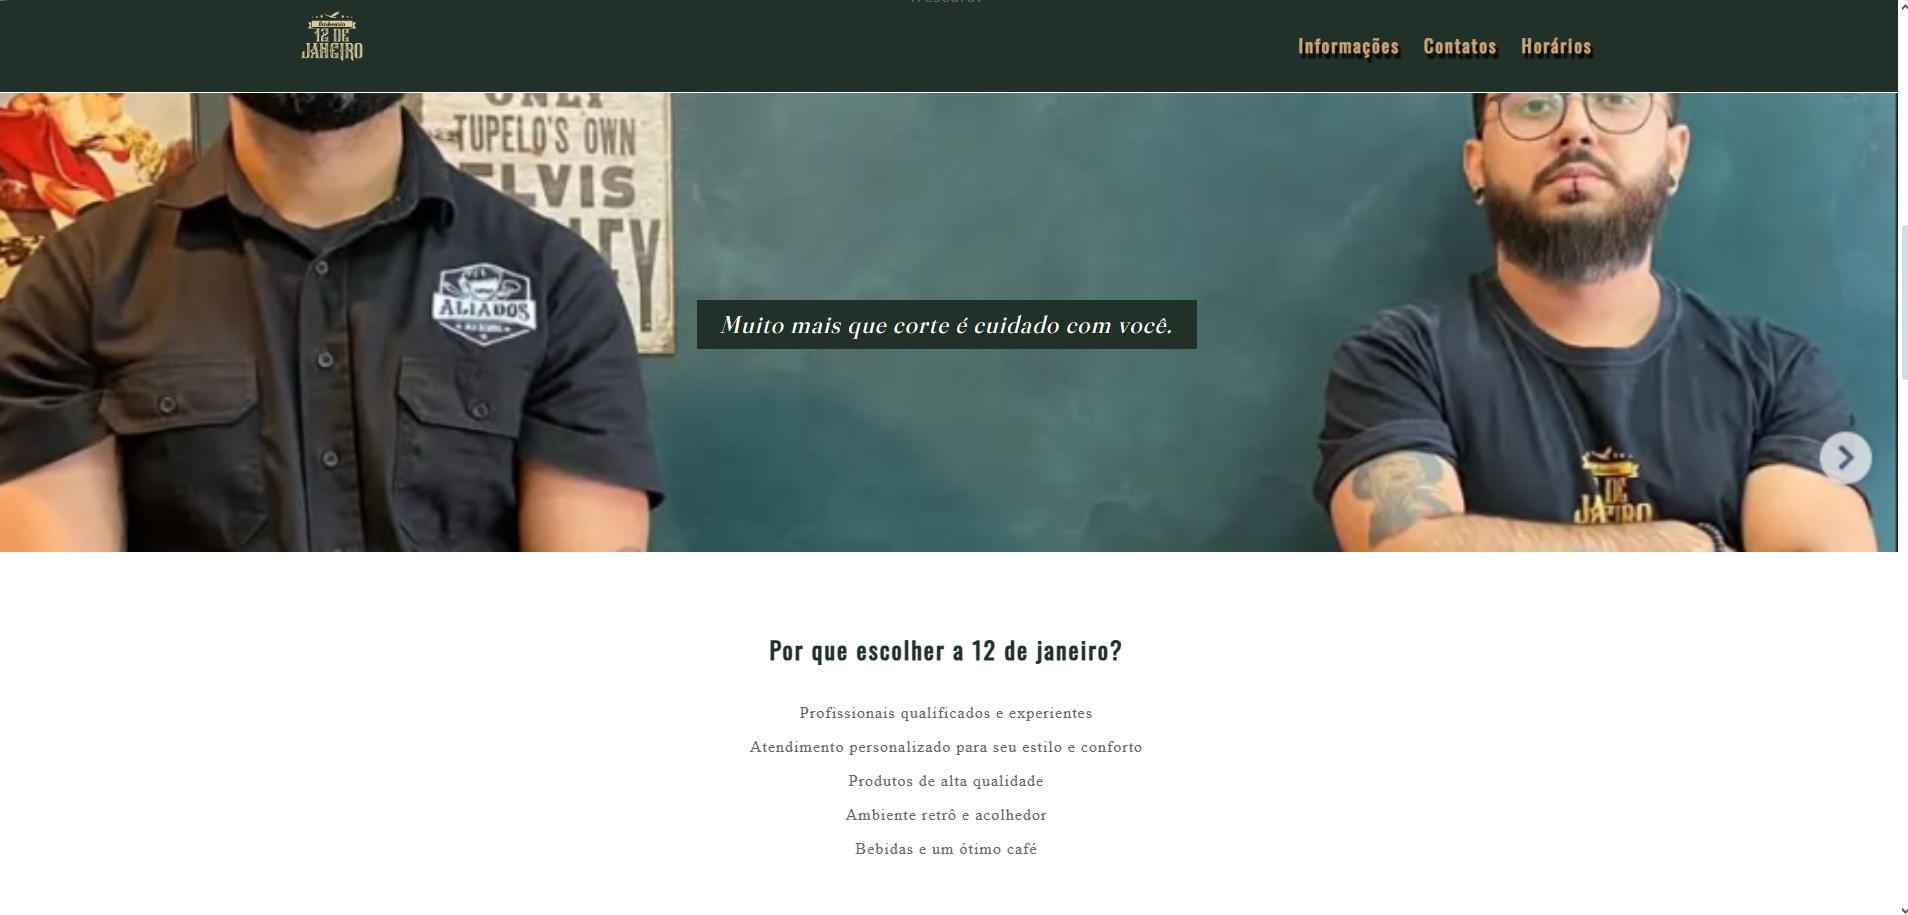 Barbearia
12 DE
JANEIRO
Informações Contatos Horários
ONLY
TUPELO'S OWN
ELVIS
ALIADOS
Muito mais que corte é cuidado com você.
DE
JANEIRO
Por que escolher a 12 de janeiro?
Profissionais qualificados e experientes
Atendimento personalizado para seu estilo e conforto
Produtos de alta qualidade
Ambiente retrô e acolhedor
Bebidas e um ótimo café